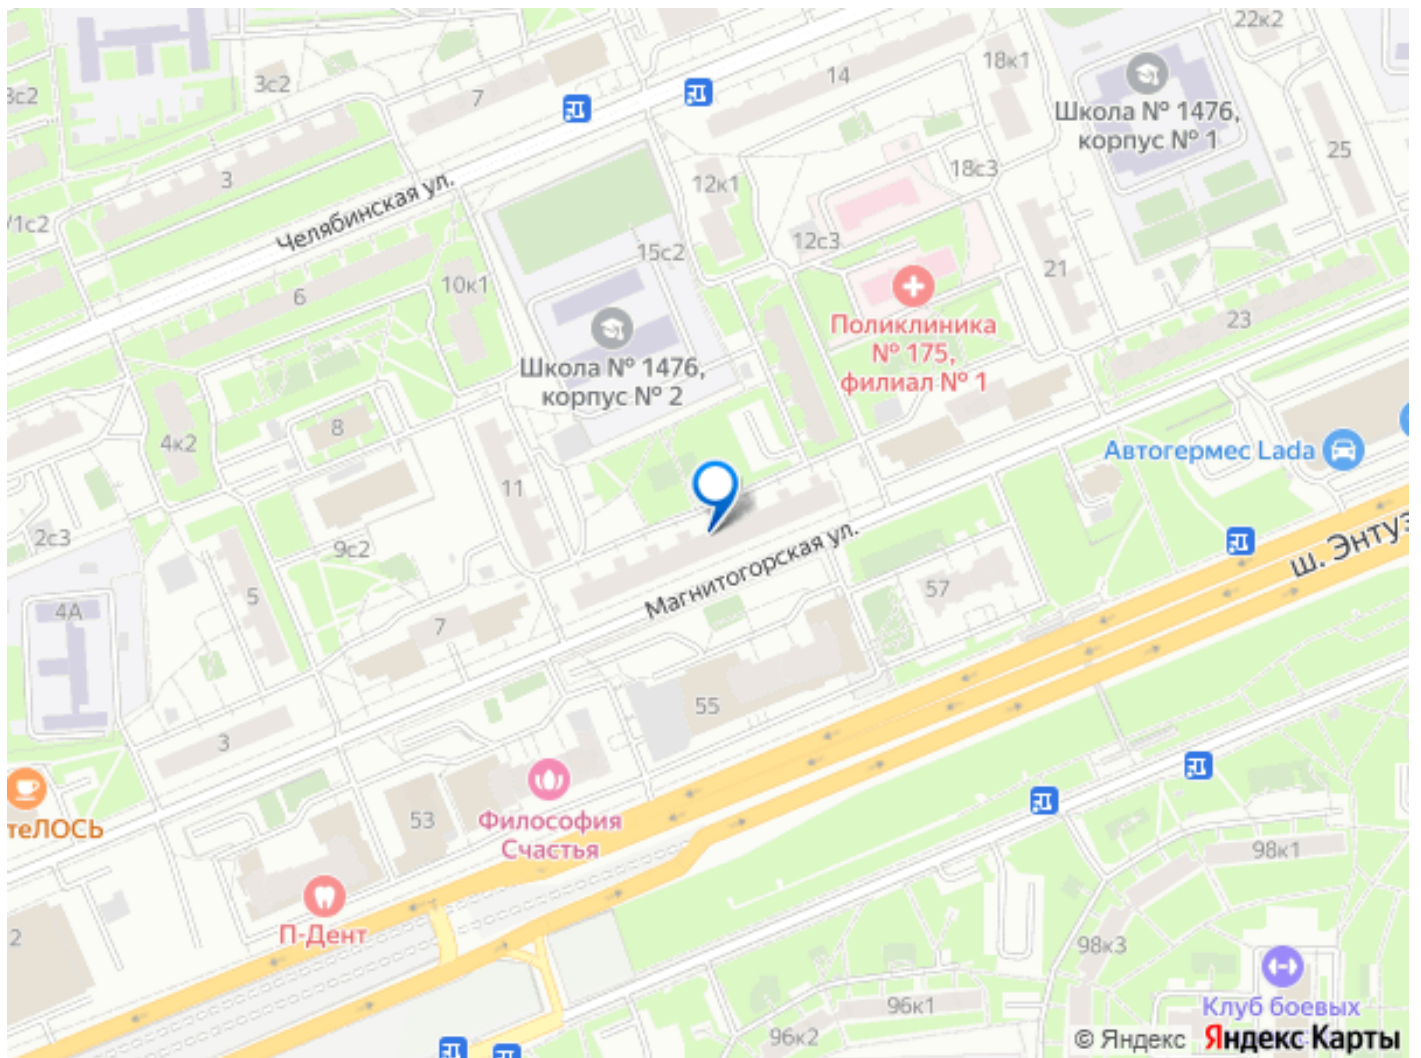 22к2
18к1
14
3с2
7
Школа № 1476,
корпус № 1
25
3
12к1
18с3
Челябинская ул.
/1с2
12с3
15с2
21
6
10к1
Поликлиника
№ 175,
филиал № 1
23
Школа № 1476,
корпус № 2
8
4к2
Автогермес Lada
11
2с3
9с2
ш. Энтуз
Магнитогорская ул.
57
5
4А
7
55
3
теЛОСЬ
53
Философия
Счастья
98к1
П-Дент
2
98к3
96к1
Клуб боевых
96к2
© Яндекс Яндекс Карты